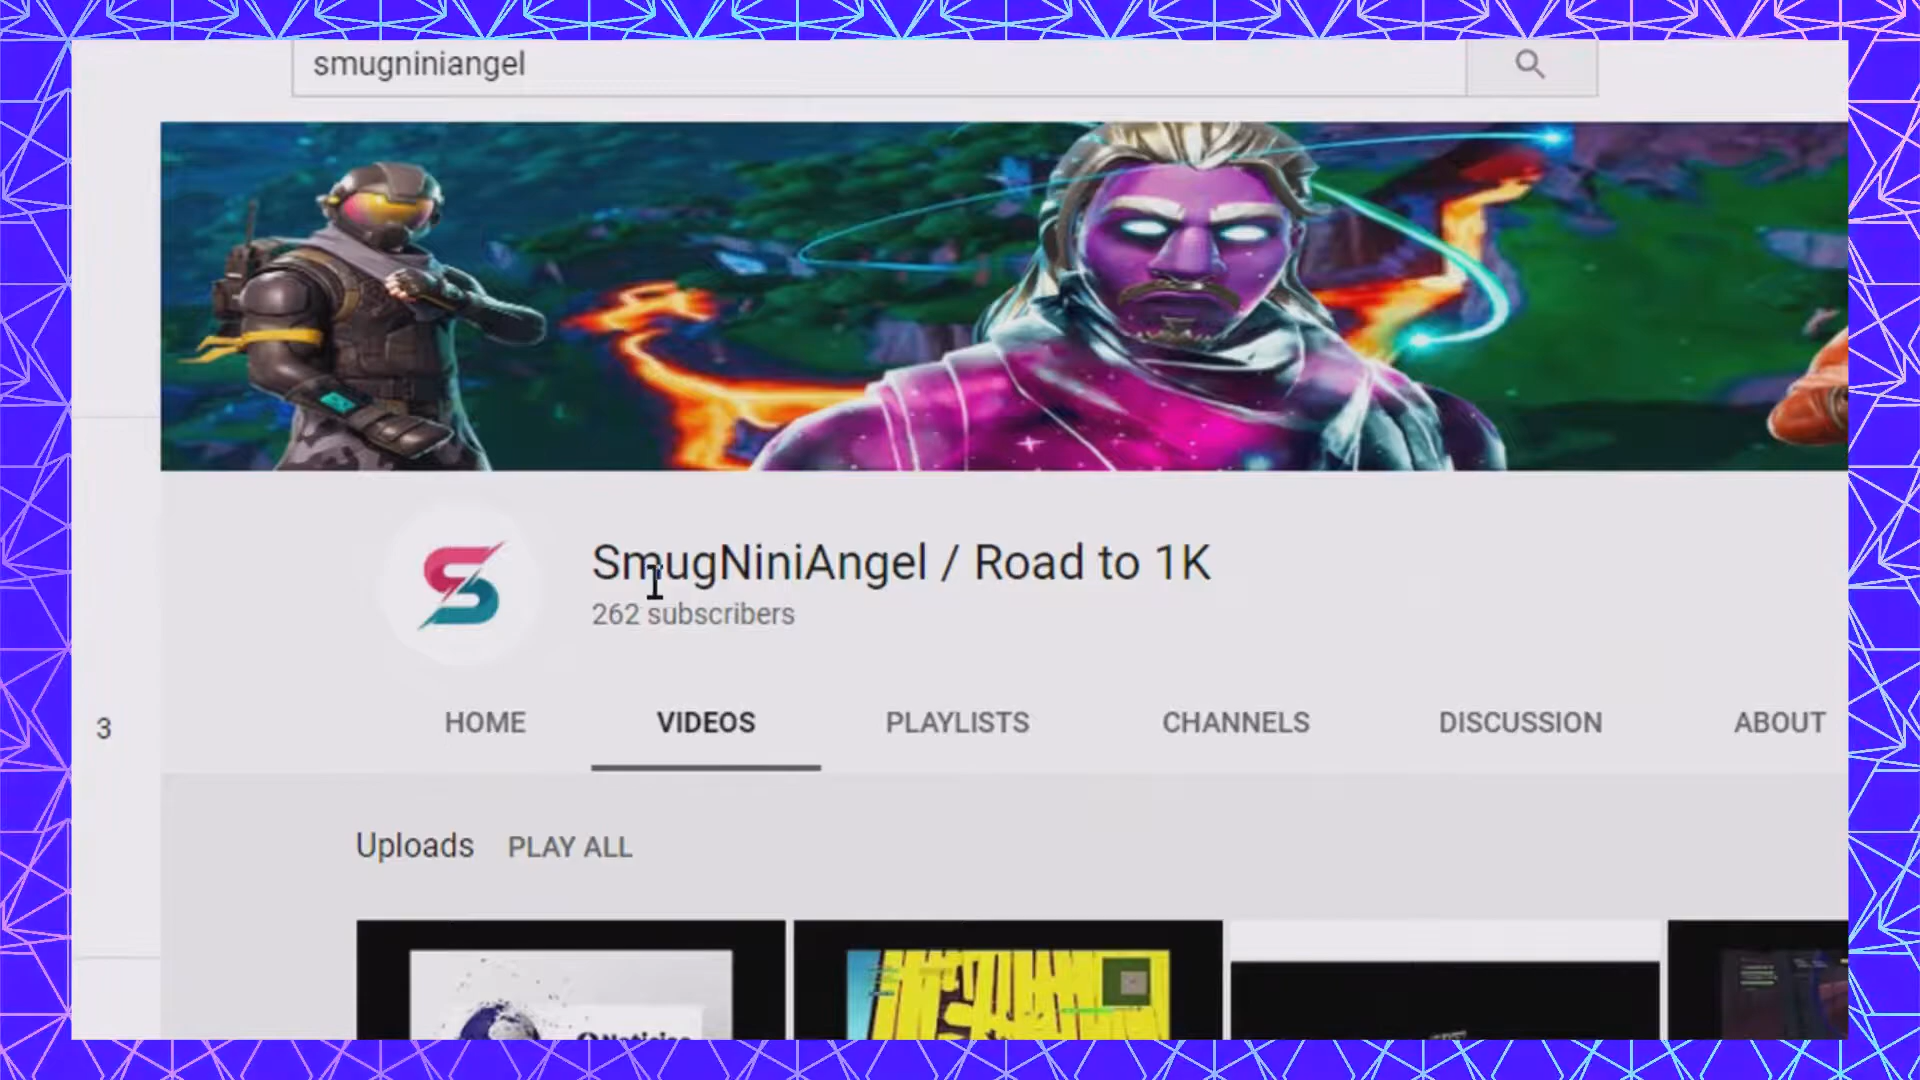 smugniniangel
SmugNiniAngel / Road to 1K
262 subscribers
HOME VIDEOS PLAYLISTS CHANNELS DISCUSSION ABOUT
3
Uploads PLAY ALL